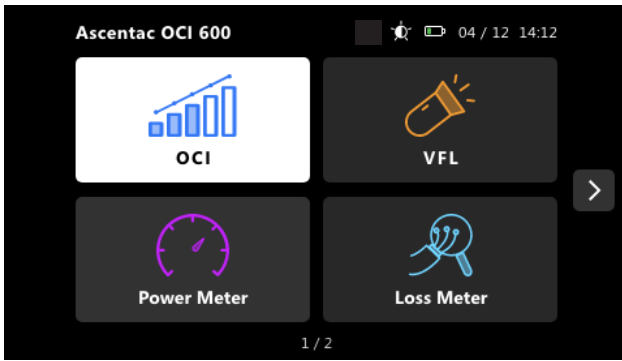 Ascentac OCI 600 04 / 12 14:12
OCI VFL
Power Meter Loss Meter
1 / 2